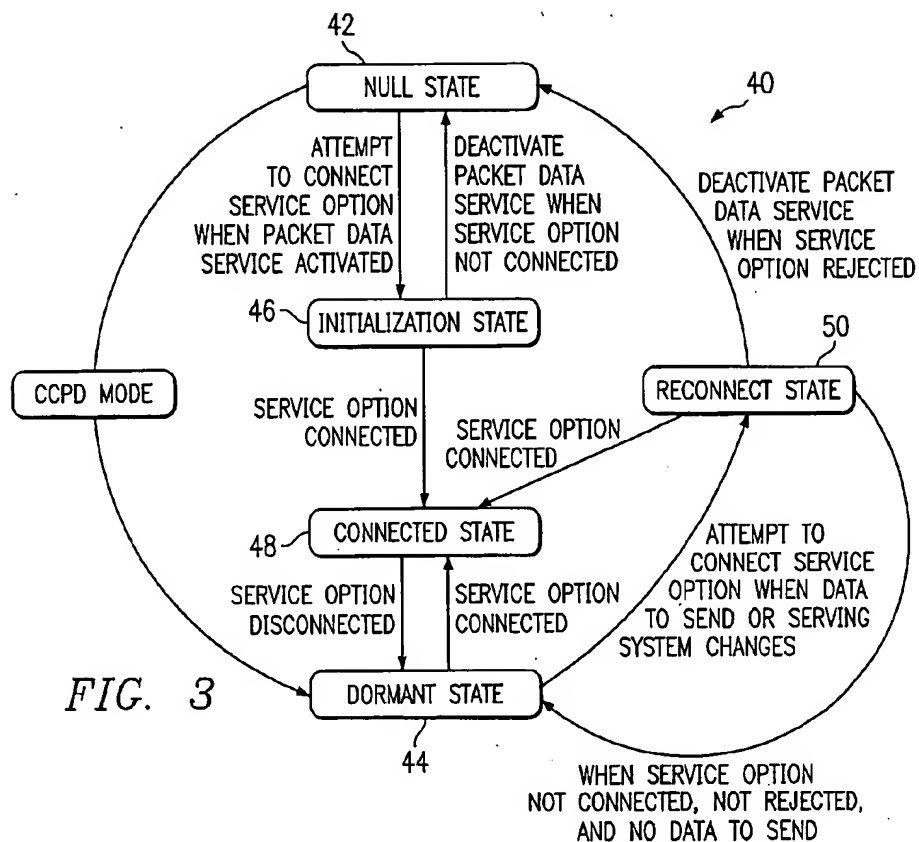 42
NULL STATE
40
ATTEMPT
TO CONNECT
SERVICE OPTION
WHEN PACKET DATA
SERVICE ACTIVATED
DEACTIVATE
PACKET DATA
SERVICE WHEN
SERVICE OPTION
NOT CONNECTED
DEACTIVATE PACKET
DATA SERVICE
WHEN SERVICE
OPTION REJECTED
46
INITIALIZATION STATE
50
CCPD MODE
RECONNECT STATE
SERVICE OPTION
CONNECTED
SERVICE OPTION
CONNECTED
48
CONNECTED STATE
ATTEMPT TO
CONNECT SERVICE
OPTION WHEN DATA
TO SEND OR SERVING
SYSTEM CHANGES
SERVICE OPTION
DISCONNECTED
SERVICE OPTION
CONNECTED
FIG. 3
DORMANT STATE
44
WHEN SERVICE OPTION
NOT CONNECTED, NOT REJECTED,
AND NO DATA TO SEND